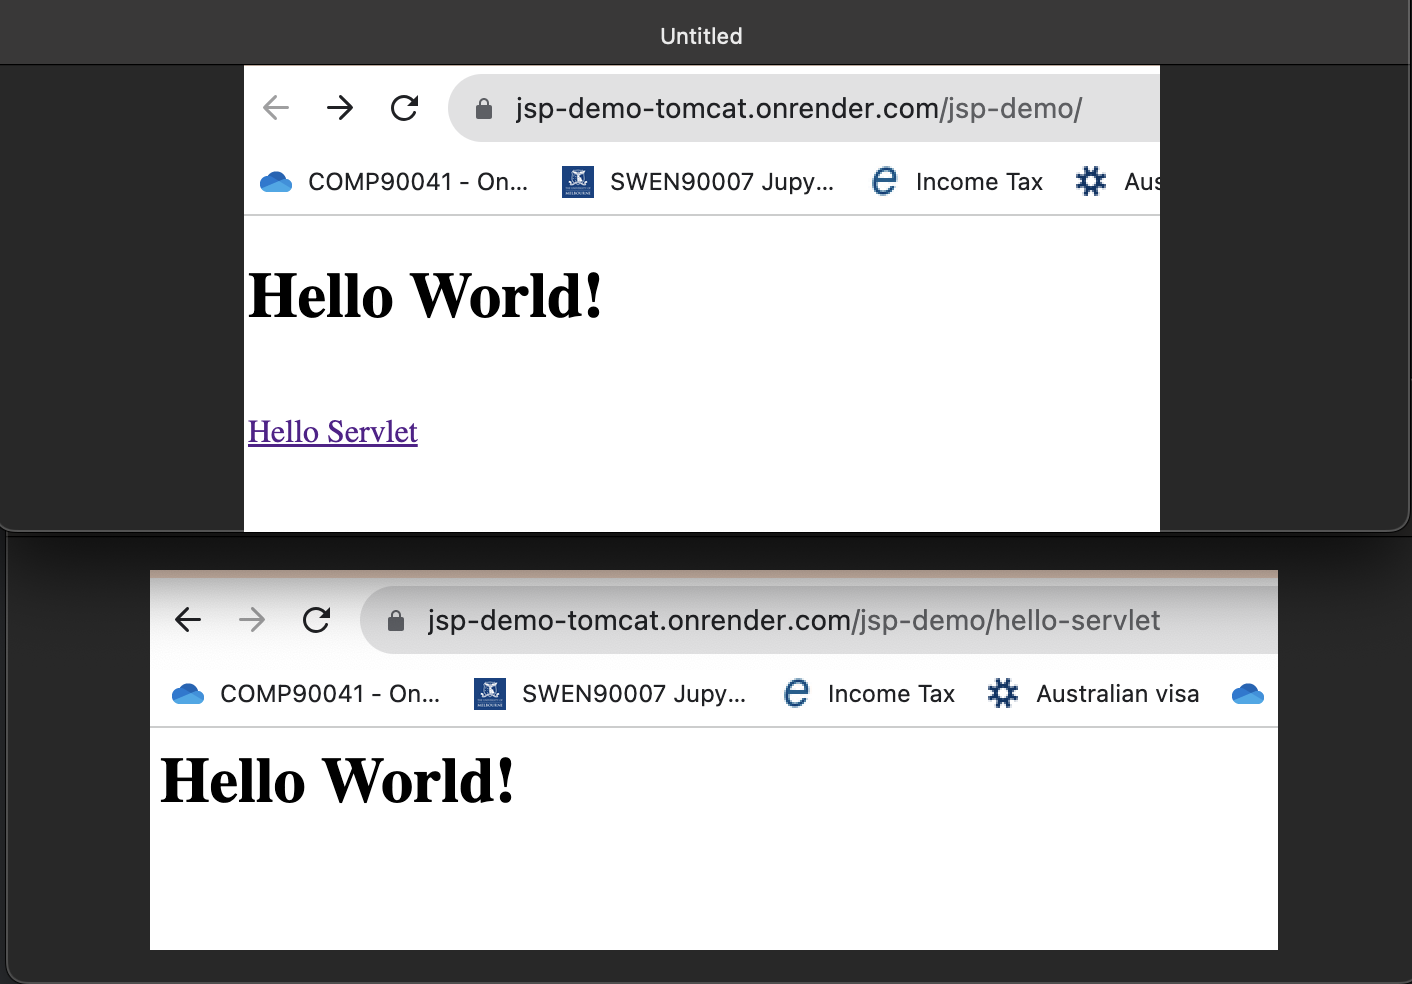 Untitled
jsp-demo-tomcat.onrender.com/jsp-demo/
COMP90041 - On... SWEN90007 Jupy... Income Tax Aus
Hello World!
Hello Servlet
jsp-demo-tomcat.onrender.com/jsp-demo/hello-servlet
COMP90041 - On... SWEN90007 Jupy... Income Tax Australian visa
Hello World!